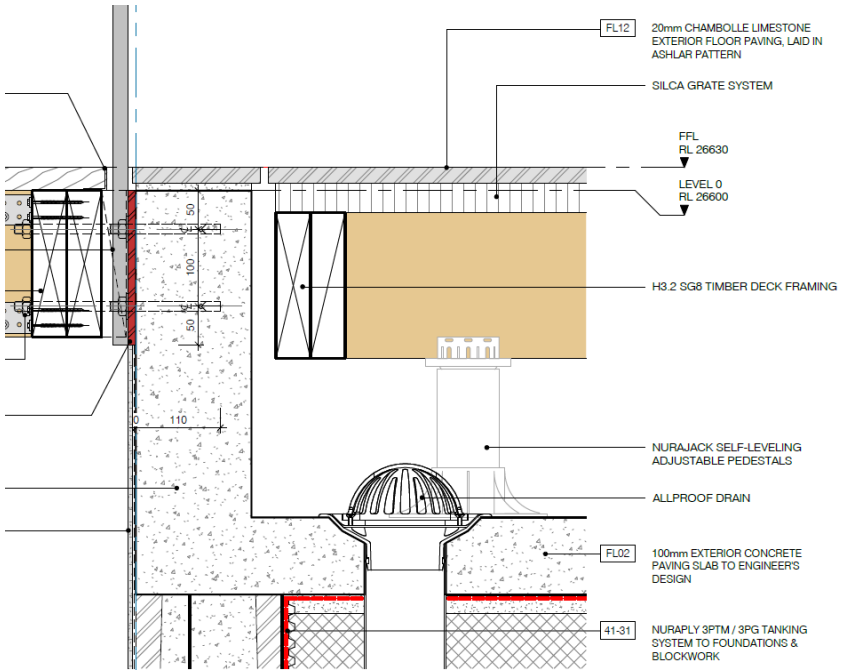 FL12
20mm CHAMBOLLE LIMESTONE
EXTERIOR FLOOR PAVING, LAID IN
ASHLAR PATTERN
SILCA GRATE SYSTEM
FFL
RL 26630
LEVEL 0
RL 26600
50
100
50
H3.2 SG8 TIMBER DECK FRAMING
0
110
NURAJACK SELF-LEVELING
ADJUSTABLE PEDESTALS
ALLPROOF DRAIN
FL02
100mm EXTERIOR CONCRETE
PAVING SLAB TO ENGINEER'S
DESIGN
41-31
NURAPLY 3PTM / 3PG TANKING
SYSTEM TO FOUNDATIONS &
BLOCKWORK